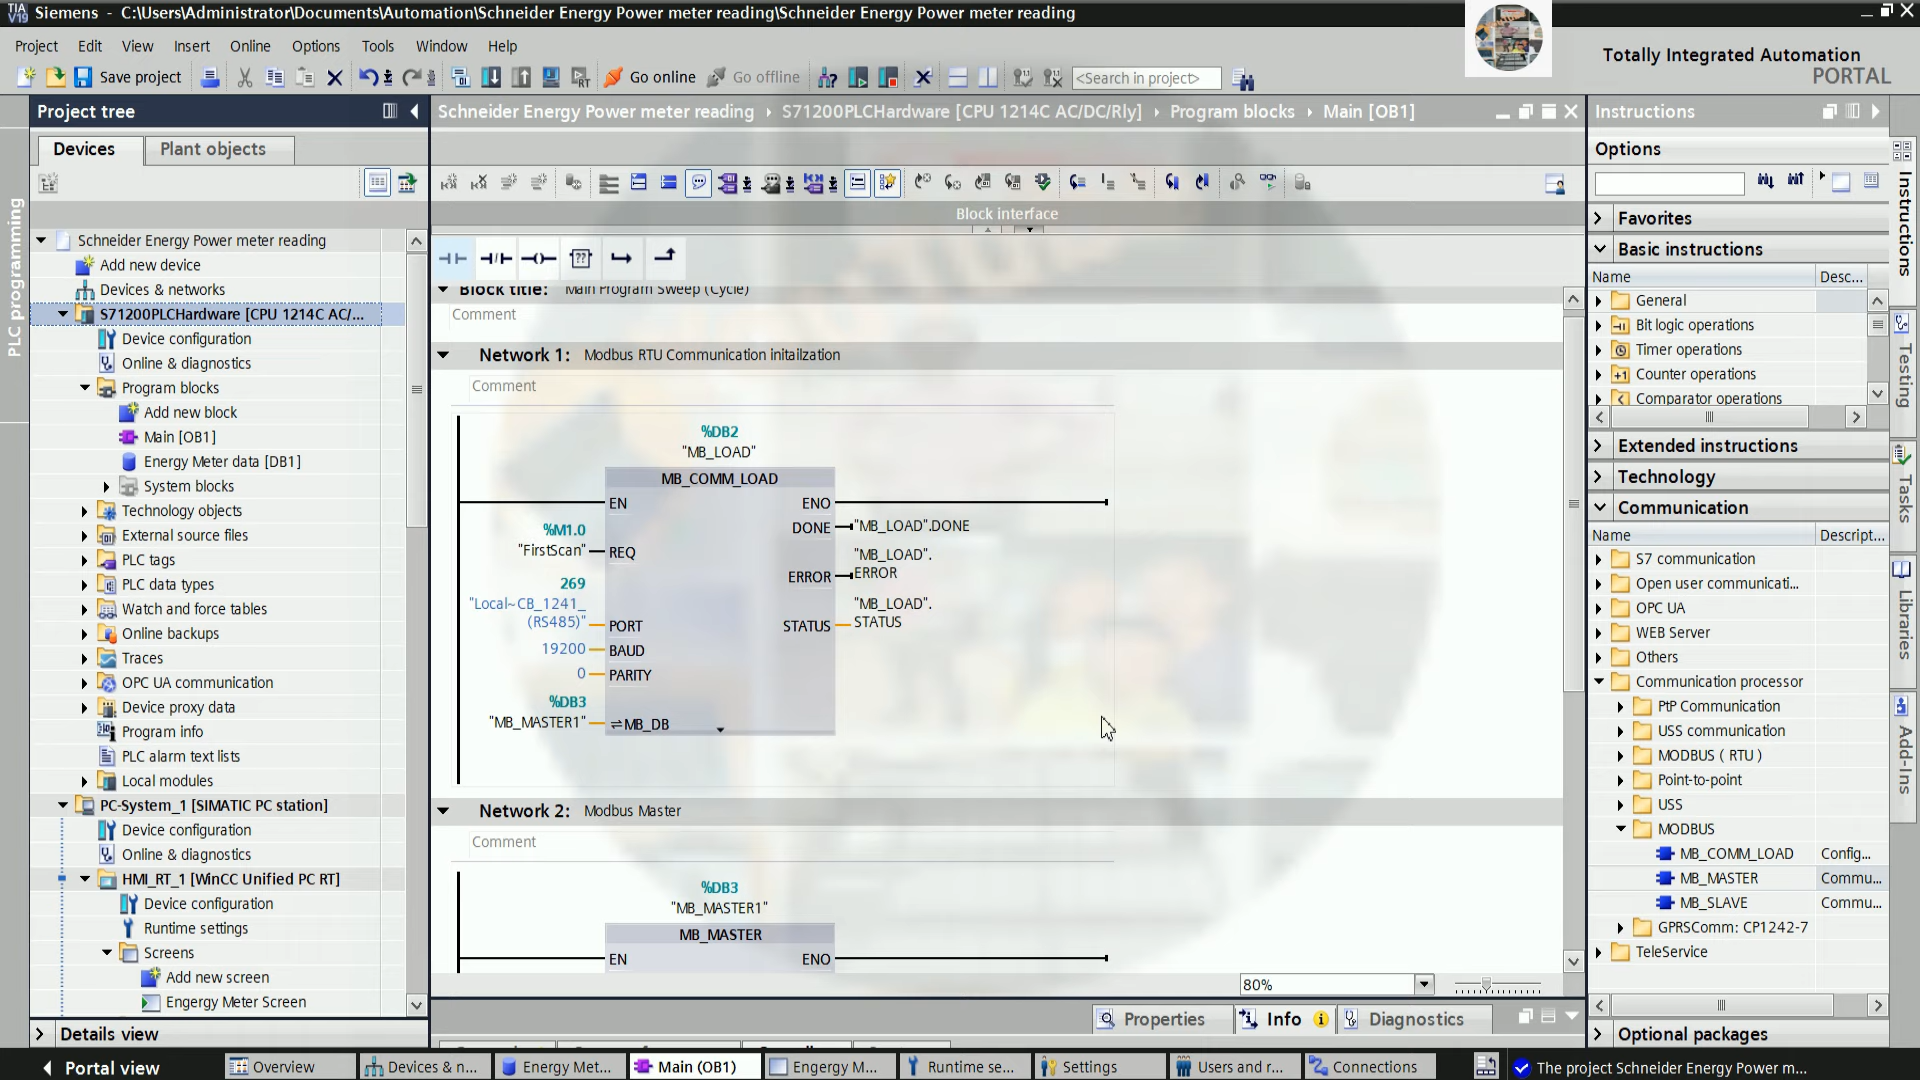 TIA V19 Siemens - C:\Users\Administrator\Documents\Automation\Schneider Energy Power meter reading\Schneider Energy Power meter reading
Project Edit View Insert Online Options Tools Window Help
Totally Integrated Automation
PORTAL
Save project
Go online
Go offline
<Search in project>
Project tree
Schneider Energy Power meter reading
S71200PLCHardware [CPU 1214C AC/DC/Rly]
Program blocks
Main [OB1]
Devices
Plant objects
PLC programming
Schneider Energy Power meter reading
Add new device
Devices & networks
S71200PLCHardware [CPU 1214C AC/...
Device configuration
Online & diagnostics
Program blocks
Add new block
Main [OB1]
Energy Meter data [DB1]
System blocks
Technology objects
External source files
PLC tags
PLC data types
Watch and force tables
Online backups
Traces
OPC UA communication
Device proxy data
Program info
PLC alarm text lists
Local modules
PC-System_1 [SIMATIC PC station]
Device configuration
Online & diagnostics
HMI_RT_1 [WinCC Unified PC RT]
Device configuration
Runtime settings
Screens
Add new screen
Engergy Meter Screen
Details view
Block interface
Block title: Main Program Sweep (Cycle)
Comment
Network 1: Modbus RTU Communication initailzation
Comment
%DB2
"MB_LOAD"
MB_COMM_LOAD
EN ENO
DONE "MB_LOAD".DONE
%M1.0
"FirstScan" REQ
"MB_LOAD".
ERROR ERROR
269
"Local~CB_1241_
(RS485)" PORT
"MB_LOAD".
STATUS STATUS
19200 BAUD
0 PARITY
%DB3
"MB_MASTER1" MB_DB
Network 2: Modbus Master
Comment
%DB3
"MB_MASTER1"
MB_MASTER
EN ENO
80%
Properties
Info
Diagnostics
Instructions
Options
Favorites
Basic instructions
Name Desc...
General
Bit logic operations
Timer operations
Counter operations
Comparator operations
Extended instructions
Technology
Communication
Name Descript...
S7 communication
Open user communicati...
OPC UA
WEB Server
Others
Communication processor
PtP Communication
USS communication
MODBUS ( RTU )
Point-to-point
USS
MODBUS
MB_COMM_LOAD Config...
MB_MASTER Commu...
MB_SLAVE Commu...
GPRSComm: CP1242-7
TeleService
Optional packages
Instructions
Testing
Tasks
Libraries
Add-Ins
Portal view
Overview
Devices & n...
Energy Met...
Main (OB1)
Engergy M...
Runtime se...
Settings
Users and r...
Connections
The project Schneider Energy Power m...